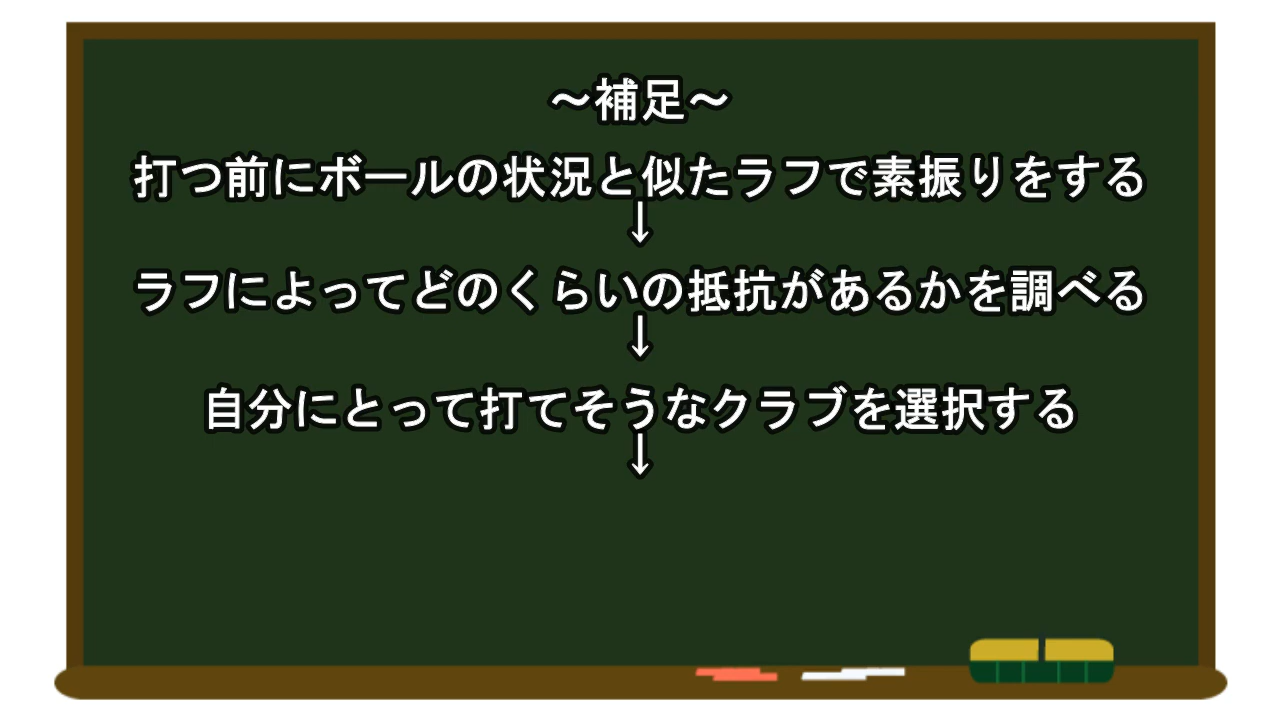 ～補足～
打つ前にボールの状況と似たラフで素振りをする
↓
ラフによってどのくらいの抵抗があるかを調べる
↓
自分にとって打てそうなクラブを選択する
↓